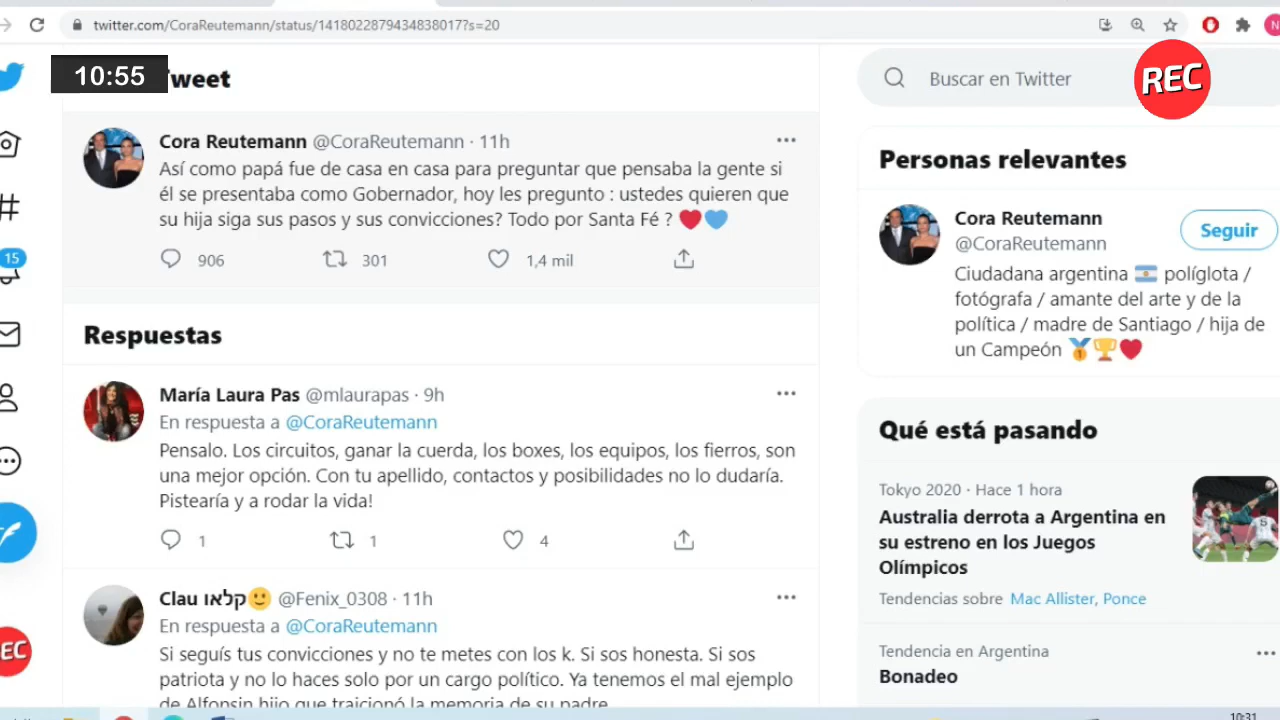 twitter.com/CoraReutemann/status/1418022879434838017?s=20
10:55
Tweet
REC
Buscar en Twitter
Cora Reutemann @CoraReutemann · 11h
Así como papá fue de casa en casa para preguntar que pensaba la gente si
él se presentaba como Gobernador, hoy les pregunto : ustedes quieren que
su hija siga sus pasos y sus convicciones? Todo por Santa Fé ? ❤️💙
906 301 1,4 mil
Respuestas
María Laura Pas @mlaurapas · 9h
En respuesta a @CoraReutemann
Pensalo. Los circuitos, ganar la cuerda, los boxes, los equipos, los fierros, son
una mejor opción. Con tu apellido, contactos y posibilidades no lo dudaría.
Pistearía y a rodar la vida!
1 1 4
Clau קלאו🙂 @Fenix_0308 · 11h
En respuesta a @CoraReutemann
Si seguís tus convicciones y no te metes con los k. Si sos honesta. Si sos
patriota y no lo haces solo por un cargo político. Ya tenemos el mal ejemplo
de Alfonsin hijo que traicionó la memoria de su padre
Personas relevantes
Cora Reutemann
@CoraReutemann
Seguir
Ciudadana argentina 🇦🇷 políglota /
fotógrafa / amante del arte y de la
política / madre de Santiago / hija de
un Campeón 🥇🏆❤️
Qué está pasando
Tokyo 2020 · Hace 1 hora
Australia derrota a Argentina en
su estreno en los Juegos
Olímpicos
Tendencias sobre Mac Allister, Ponce
Tendencia en Argentina
Bonadeo
15
EC
10:31
N